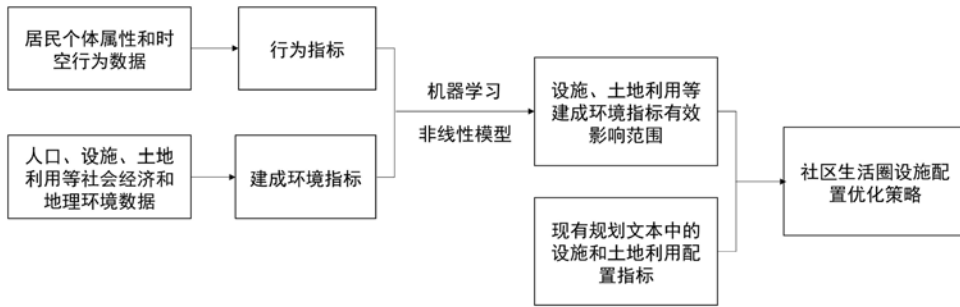 居民个体属性和时
空行为数据
行为指标
人口、设施、土地
利用等社会经济和
地理环境数据
建成环境指标
机器学习
非线性模型
设施、土地利用等
建成环境指标有效
影响范围
现有规划文本中的
设施和土地利用配
置指标
社区生活圈设施配
置优化策略